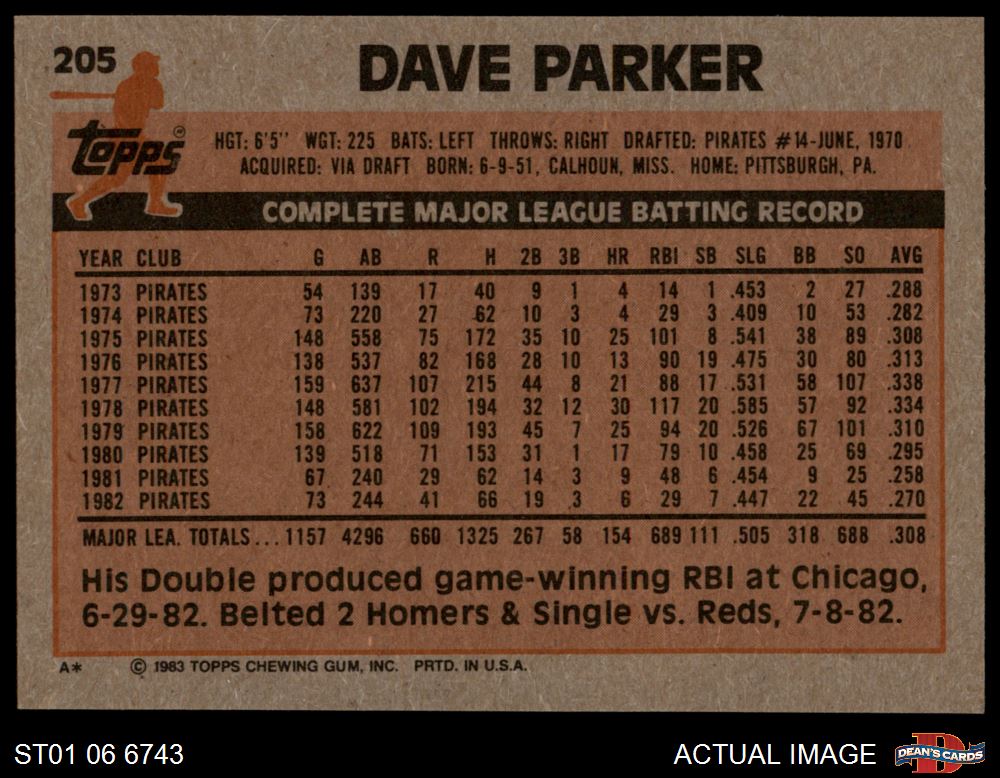 205
DAVE PARKER
Topps
HGT: 6'5" WGT: 225 BATS: LEFT THROWS: RIGHT DRAFTED: PIRATES #14-JUNE, 1970
ACQUIRED: VIA DRAFT BORN: 6-9-51, CALHOUN, MISS. HOME: PITTSBURGH, PA.
COMPLETE MAJOR LEAGUE BATTING RECORD
YEAR CLUB G AB R H 2B 3B HR RBI SB SLG BB SO AVG
1973 PIRATES 54 139 17 40 9 1 4 14 1 .453 2 27 .288
1974 PIRATES 73 220 27 62 10 3 4 29 3 .409 10 53 .282
1975 PIRATES 148 558 75 172 35 10 25 101 8 .541 38 89 .308
1976 PIRATES 138 537 82 168 28 10 13 90 19 .475 30 80 .313
1977 PIRATES 159 637 107 215 44 8 21 88 17 .531 58 107 .338
1978 PIRATES 148 581 102 194 32 12 30 117 20 .585 57 92 .334
1979 PIRATES 158 622 109 193 45 7 25 94 20 .526 67 101 .310
1980 PIRATES 139 518 71 153 31 1 17 79 10 .458 25 69 .295
1981 PIRATES 67 240 29 62 14 3 9 48 6 .454 9 25 .258
1982 PIRATES 73 244 41 66 19 3 6 29 7 .447 22 45 .270
MAJOR LEA. TOTALS... 1157 4296 660 1325 267 58 154 689 111 .505 318 688 .308
His Double produced game-winning RBI at Chicago,
6-29-82. Belted 2 Homers & Single vs. Reds, 7-8-82.
A* © 1983 TOPPS CHEWING GUM, INC. PRTD. IN U.S.A.
ST01 06 6743
ACTUAL IMAGE
D
DEAN'S CARDS